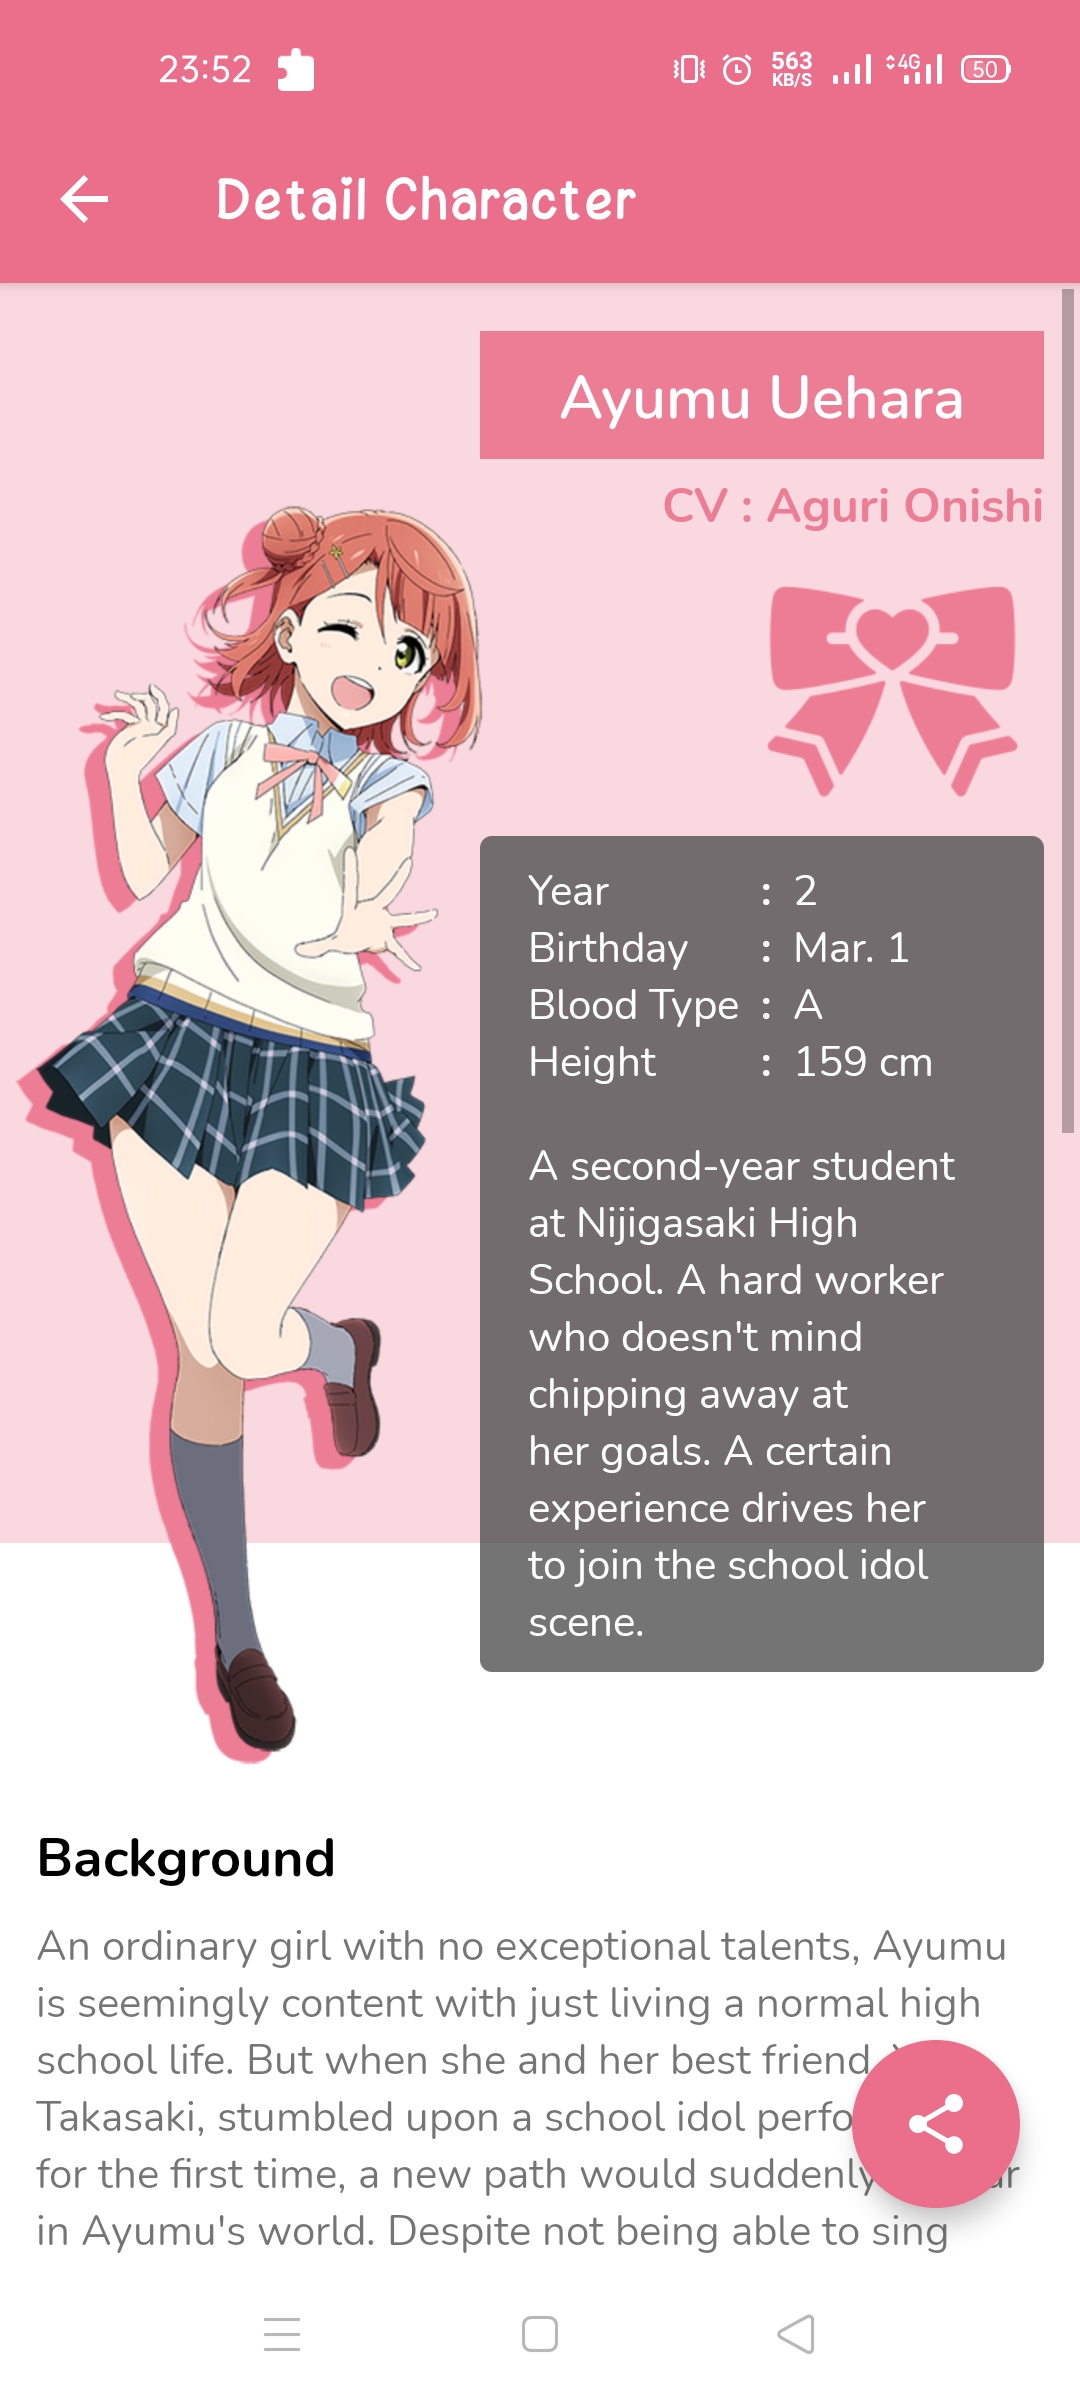 23:52
563
KB/S
4G
50
Detail Character
Ayumu Uehara
CV : Aguri Onishi
Year : 2
Birthday : Mar. 1
Blood Type : A
Height : 159 cm
A second-year student
at Nijigasaki High
School. A hard worker
who doesn't mind
chipping away at
her goals. A certain
experience drives her
to join the school idol
scene.
Background
An ordinary girl with no exceptional talents, Ayumu
is seemingly content with just living a normal high
school life. But when she and her best friend,
Takasaki, stumbled upon a school idol
for the first time, a new path would suddenly
in Ayumu's world. Despite not being able to sing